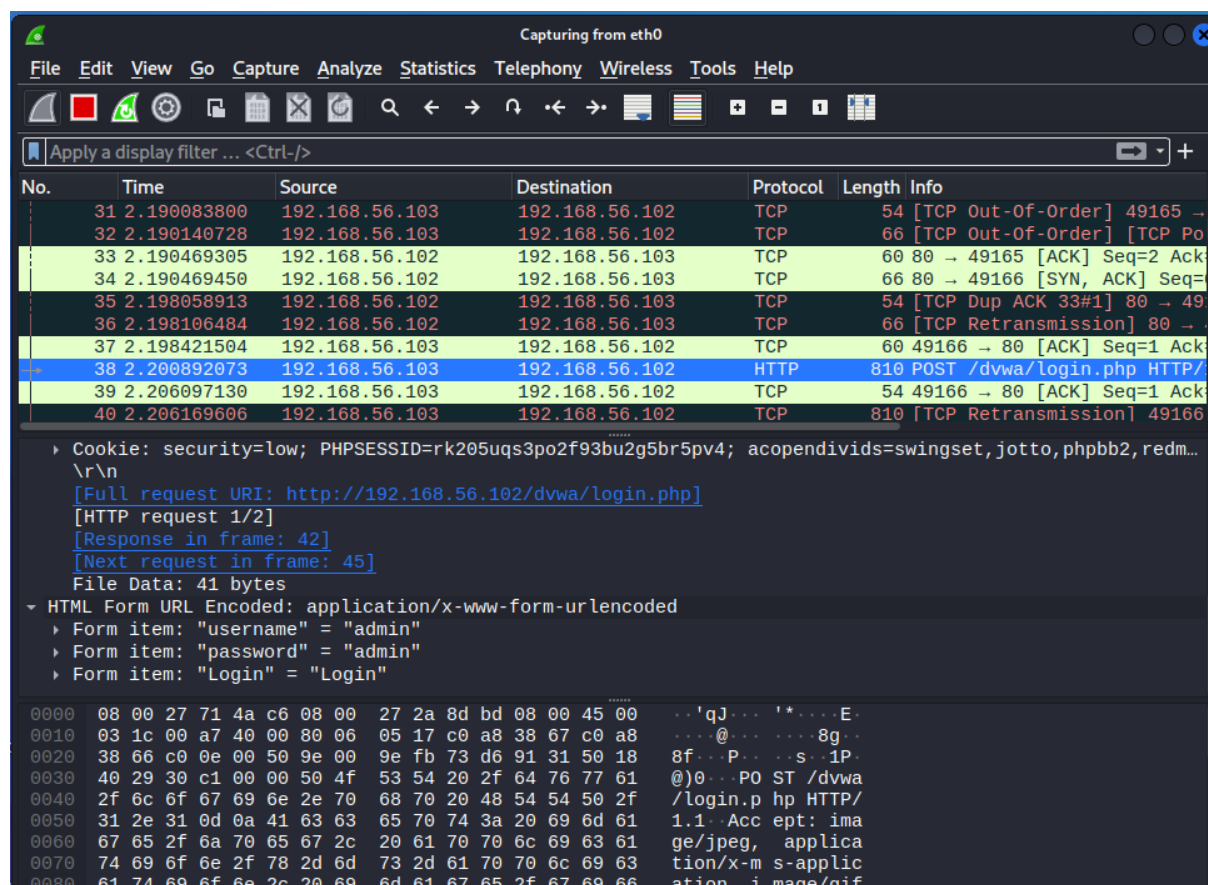 Capturing from eth0
File Edit View Go Capture Analyze Statistics Telephony Wireless Tools Help
Apply a display filter … <Ctrl-/>
No. Time Source Destination Protocol Length Info
31 2.190083800 192.168.56.103 192.168.56.102 TCP 54 [TCP Out-Of-Order] 49165 →
32 2.190140728 192.168.56.103 192.168.56.102 TCP 66 [TCP Out-Of-Order] [TCP Po
33 2.190469305 192.168.56.102 192.168.56.103 TCP 60 80 → 49165 [ACK] Seq=2 Ack
34 2.190469450 192.168.56.102 192.168.56.103 TCP 66 80 → 49166 [SYN, ACK] Seq=
35 2.198058913 192.168.56.102 192.168.56.103 TCP 54 [TCP Dup ACK 33#1] 80 → 49
36 2.198106484 192.168.56.102 192.168.56.103 TCP 66 [TCP Retransmission] 80 →
37 2.198421504 192.168.56.103 192.168.56.102 TCP 60 49166 → 80 [ACK] Seq=1 Ack
38 2.200892073 192.168.56.103 192.168.56.102 HTTP 810 POST /dvwa/login.php HTTP/
39 2.206097130 192.168.56.103 192.168.56.102 TCP 54 49166 → 80 [ACK] Seq=1 Ack
40 2.206169606 192.168.56.103 192.168.56.102 TCP 810 [TCP Retransmission] 49166
Cookie: security=low; PHPSESSID=rk205uqs3po2f93bu2g5br5pv4; acopendivids=swingset,jotto,phpbb2,redm…
\r\n
[Full request URI: http://192.168.56.102/dvwa/login.php]
[HTTP request 1/2]
[Response in frame: 42]
[Next request in frame: 45]
File Data: 41 bytes
HTML Form URL Encoded: application/x-www-form-urlencoded
Form item: "username" = "admin"
Form item: "password" = "admin"
Form item: "Login" = "Login"
0000 08 00 27 71 4a c6 08 00 27 2a 8d bd 08 00 45 00 ··'qJ··· '*····E·
0010 03 1c 00 a7 40 00 80 06 05 17 c0 a8 38 67 c0 a8 ····@··· ····8g··
0020 38 66 c0 0e 00 50 9e 00 9e fb 73 d6 91 31 50 18 8f···P·· ··s··1P·
0030 40 29 30 c1 00 00 50 4f 53 54 20 2f 64 76 77 61 @)0···PO ST /dvwa
0040 2f 6c 6f 67 69 6e 2e 70 68 70 20 48 54 54 50 2f /login.p hp HTTP/
0050 31 2e 31 0d 0a 41 63 63 65 70 74 3a 20 69 6d 61 1.1··Acc ept: ima
0060 67 65 2f 6a 70 65 67 2c 20 61 70 70 6c 69 63 61 ge/jpeg, applica
0070 74 69 6f 6e 2f 78 2d 6d 73 2d 61 70 70 6c 69 63 tion/x-m s-applic
0080 61 74 69 6f 6e 2c 20 69 6d 61 67 65 2f 67 69 66 ation, i mage/gif